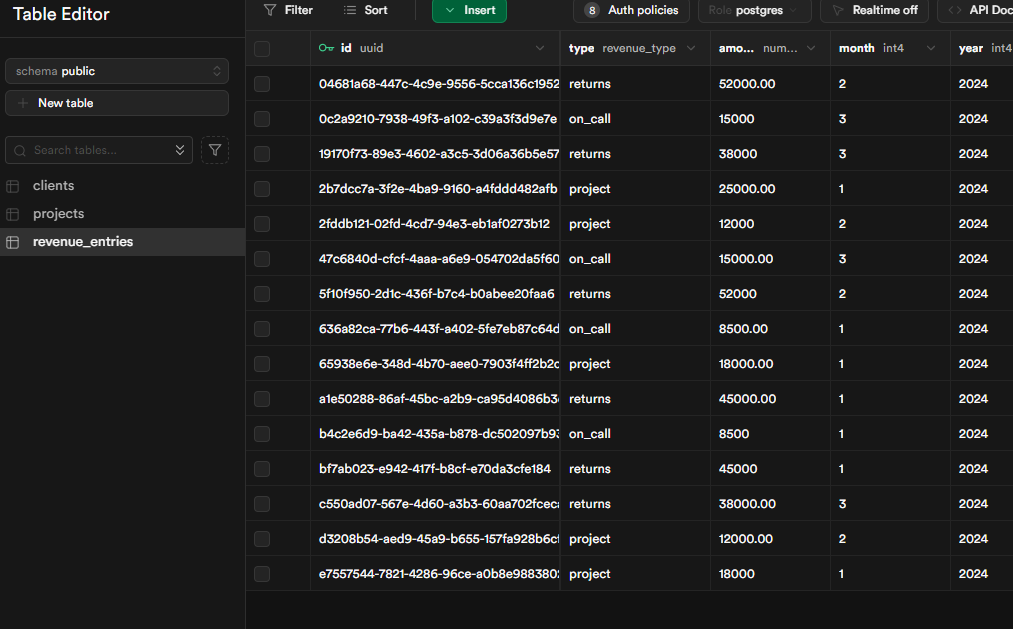 Table Editor
Filter Sort Insert 8 Auth policies Role postgres Realtime off API Doc
schema public
New table
Search tables...
clients
projects
revenue_entries
id uuid type revenue_type amo... num... month int4 year int4
04681a68-447c-4c9e-9556-5cca136c1952 returns 52000.00 2 2024
0c2a9210-7938-49f3-a102-c39a3f3d9e7e on_call 15000 3 2024
19170f73-89e3-4602-a3c5-3d06a36b5e57 returns 38000 3 2024
2b7dcc7a-3f2e-4ba9-9160-a4fddd482afb project 25000.00 1 2024
2fddb121-02fd-4cd7-94e3-eb1af0273b12 project 12000 2 2024
47c6840d-cfcf-4aaa-a6e9-054702da5f60 on_call 15000.00 3 2024
5f10f950-2d1c-436f-b7c4-b0abee20faa6 returns 52000 2 2024
636a82ca-77b6-443f-a402-5fe7eb87c64d on_call 8500.00 1 2024
65938e6e-348d-4b70-aee0-7903f4ff2b2c project 18000.00 1 2024
a1e50288-86af-45bc-a2b9-ca95d4086b3 returns 45000.00 1 2024
b4c2e6d9-ba42-435a-b878-dc502097b93 on_call 8500 1 2024
bf7ab023-e942-417f-b8cf-e70da3cfe184 returns 45000 1 2024
c550ad07-567e-4d60-a3b3-60aa702fceca returns 38000.00 3 2024
d3208b54-aed9-45a9-b655-157fa928b6c project 12000.00 2 2024
e7557544-7821-4286-96ce-a0b8e988380 project 18000 1 2024